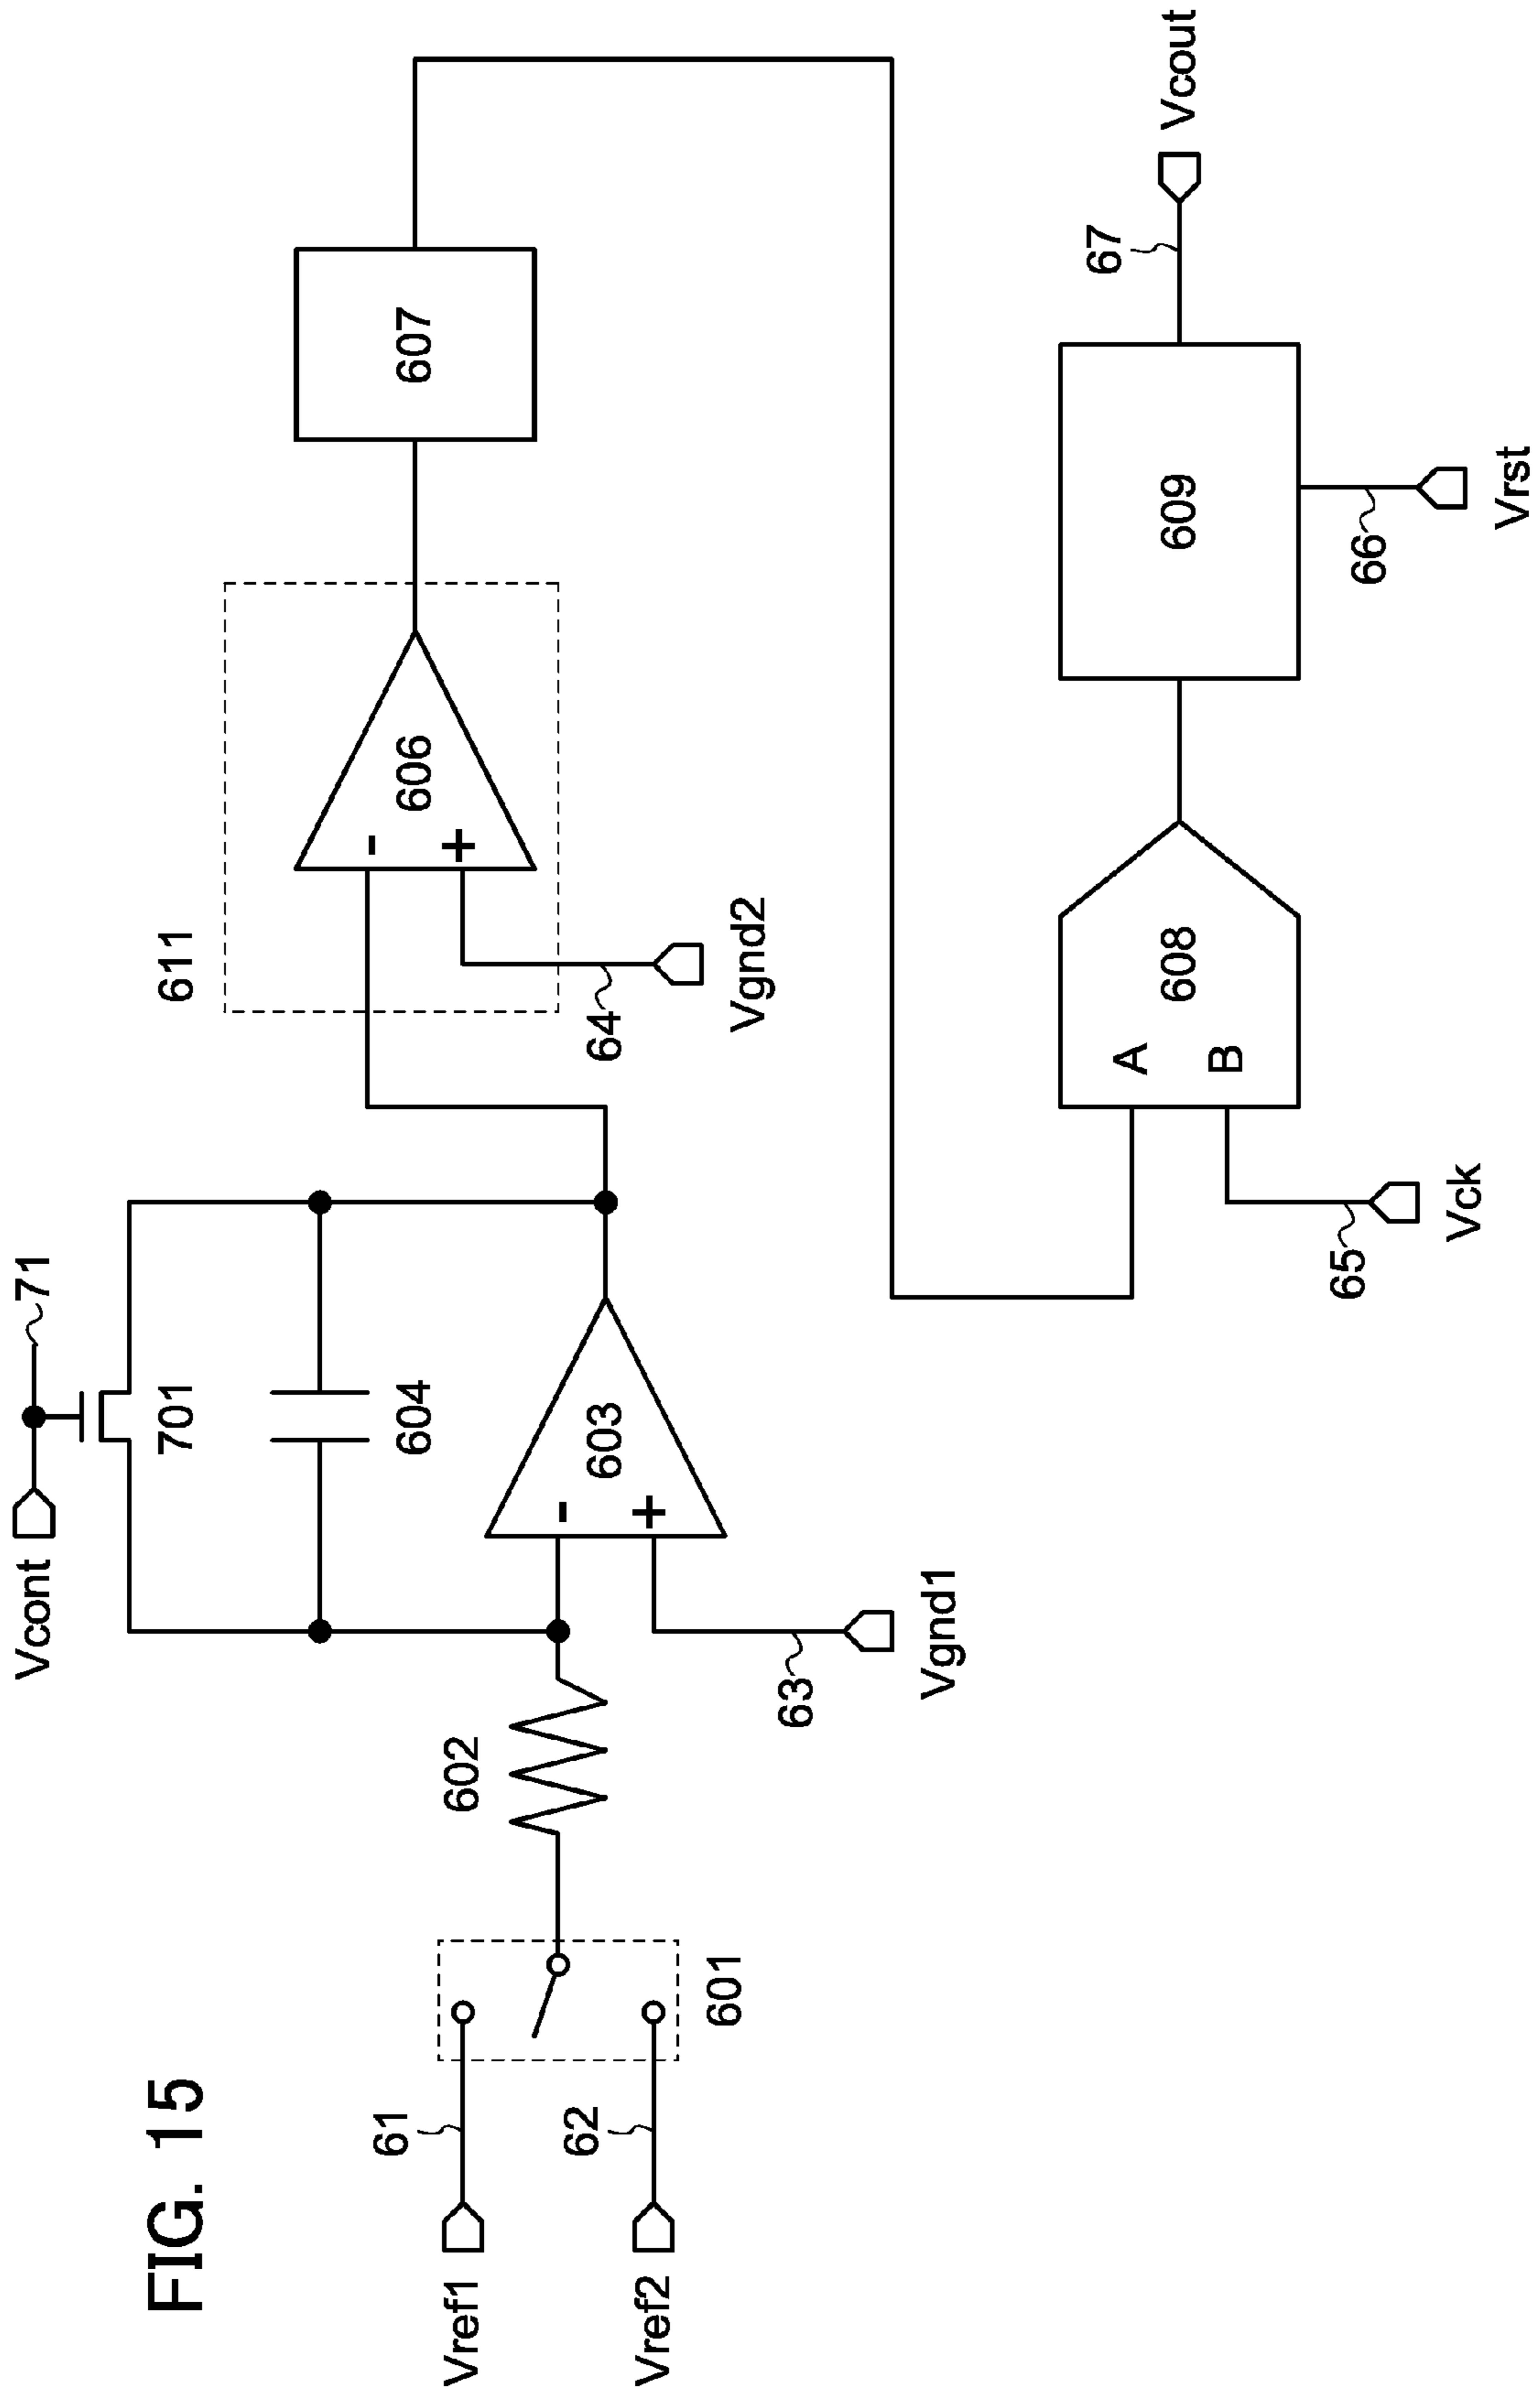 FIG. 15
Vcont
71
701
604
611
606
607
Vref1
61
602
603
64
Vgnd2
Vref2
62
601
63
Vgnd1
A
B
608
609
67
Vcout
65
Vck
66
Vrst
-
+
-
+